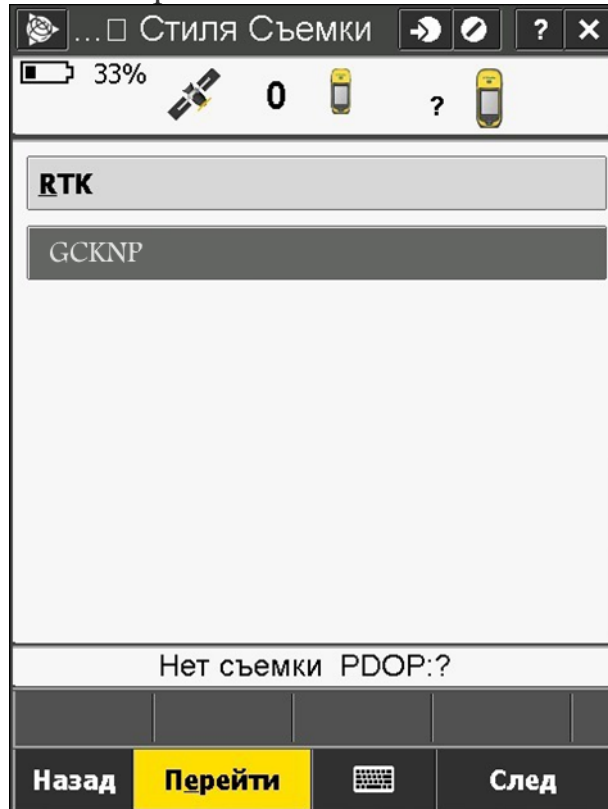 ...□ Стиля Съемки ? ×
33% 0 ?
RTK
GCKNP
Нет съемки PDOP:?
Назад Перейти След